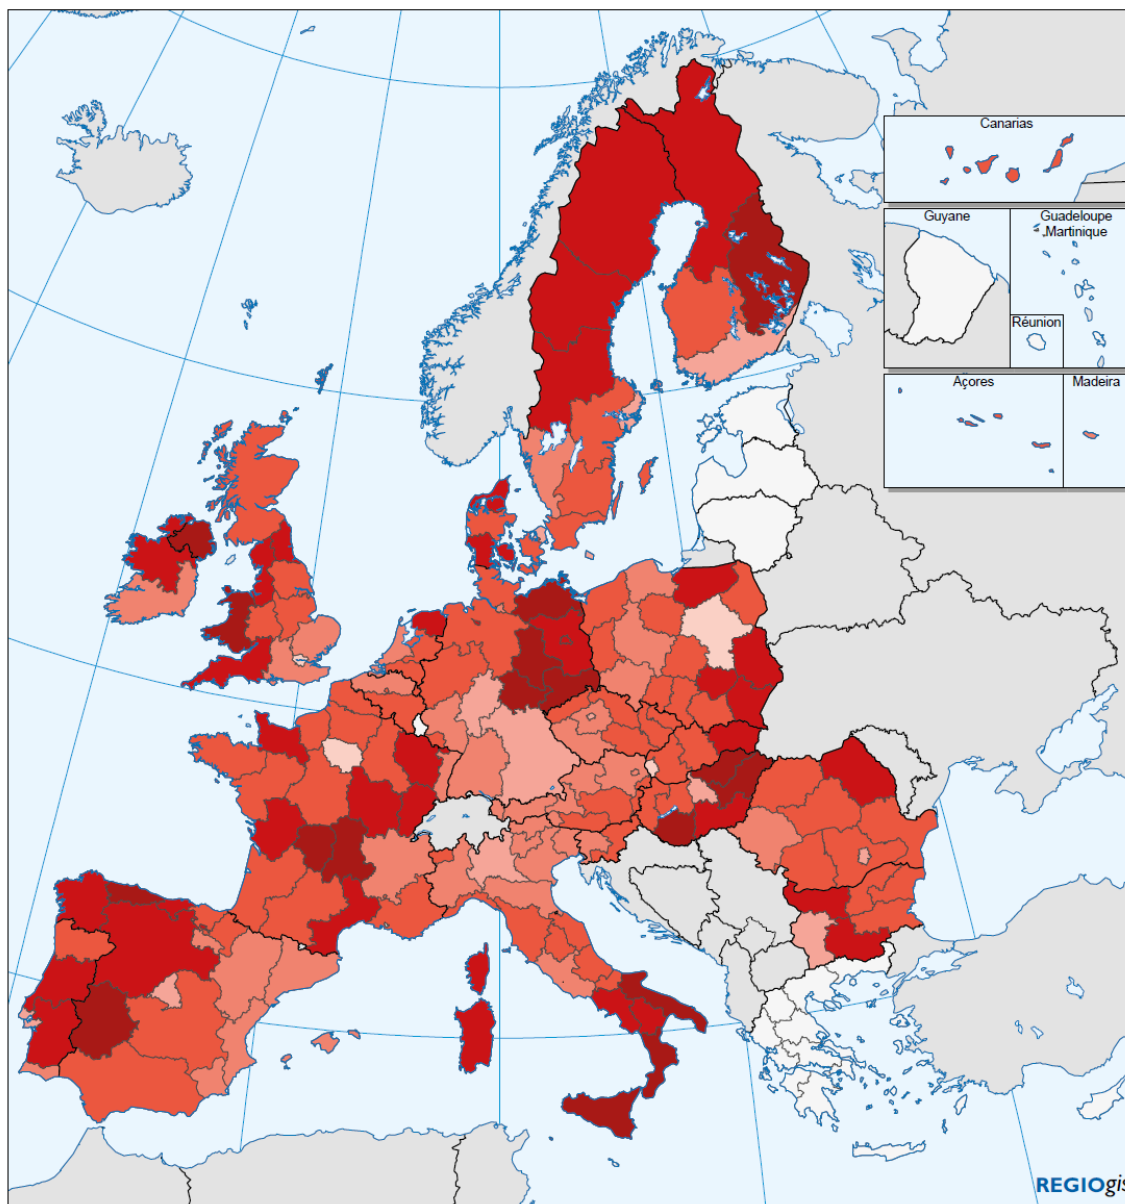 Canarias
Guyane
Guadeloupe
Martinique
Réunion
Açores
Madeira
REGIOgis